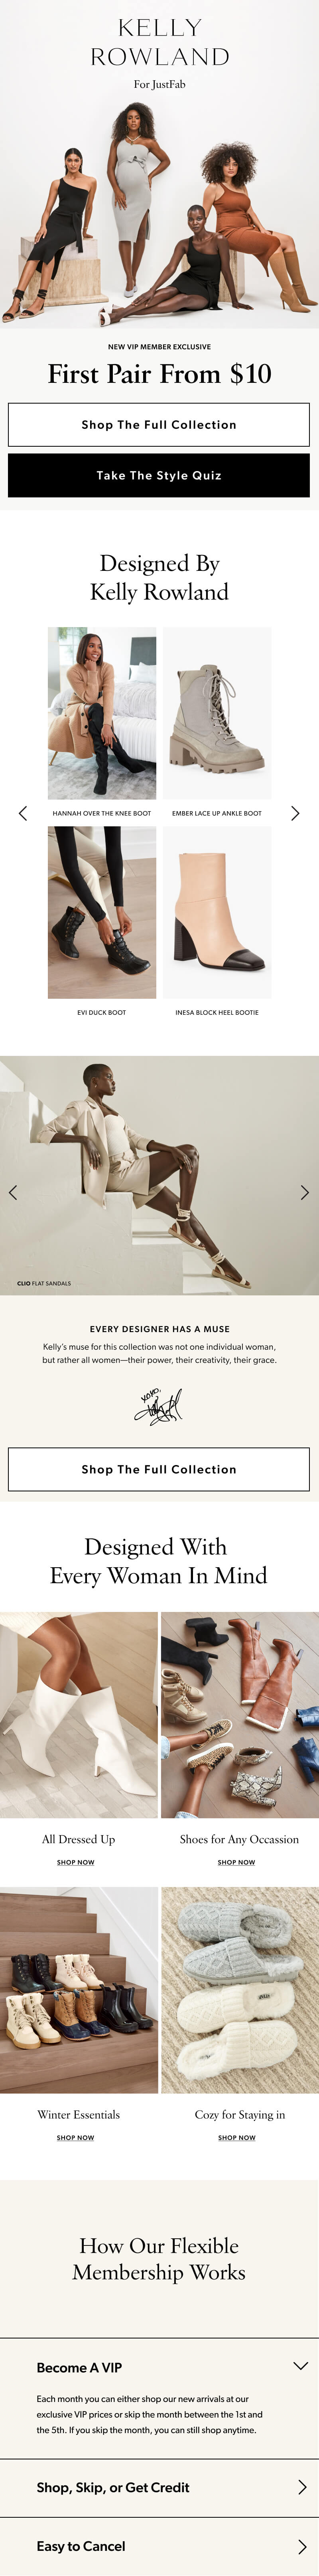 KELLY
ROWLAND
For JustFab
NEW VIP MEMBER EXCLUSIVE
First Pair From $10
Shop The Full Collection
Take The Style Quiz
Designed By
Kelly Rowland
HANNAH OVER THE KNEE BOOT
EMBER LACE UP ANKLE BOOT
EVI DUCK BOOT
INESA BLOCK HEEL BOOTIE
CLIO FLAT SANDALS
EVERY DESIGNER HAS A MUSE
Kelly's muse for this collection was not one individual woman,
but rather all women—their power, their creativity, their grace.
xoxo,
Shop The Full Collection
Designed With
Every Woman In Mind
All Dressed Up
SHOP NOW
Shoes for Any Occassion
SHOP NOW
Winter Essentials
SHOP NOW
Cozy for Staying in
SHOP NOW
How Our Flexible
Membership Works
Become A VIP
Each month you can either shop our new arrivals at our
exclusive VIP prices or skip the month between the 1st and
the 5th. If you skip the month, you can still shop anytime.
Shop, Skip, or Get Credit
Easy to Cancel